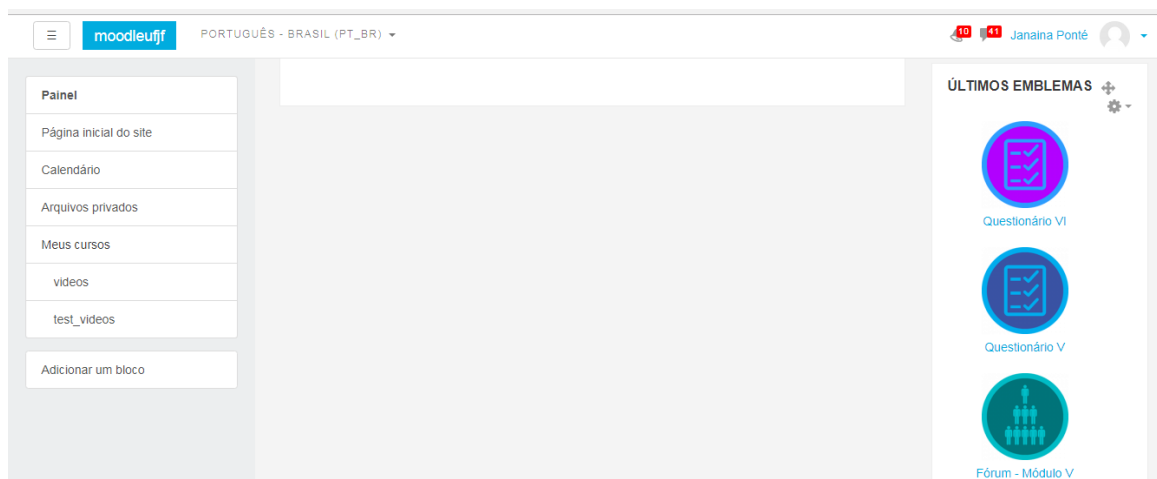 moodleufjf
PORTUGUÊS - BRASIL (PT_BR)
10
41
Janaina Ponté
Painel
Página inicial do site
Calendário
Arquivos privados
Meus cursos
videos
test_videos
Adicionar um bloco
ÚLTIMOS EMBLEMAS
Questionário VI
Questionário V
Fórum - Módulo V